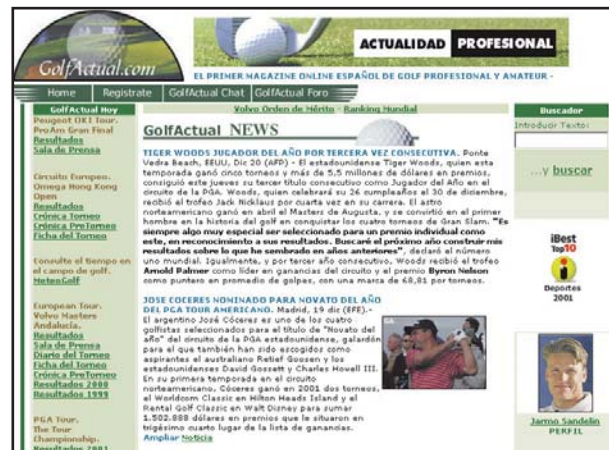 GolfActual.com
ACTUALIDAD PROFESIONAL
EL PRIMER MAGAZINE ONLINE ESPAÑOL DE GOLF PROFESIONAL Y AMATEUR -
Home Registrate GolfActual Chat GolfActual Foro
GolfActual Hoy
Peugeot OKI Tour.
ProAm Gran Final
Resultados
Sala de Prensa
Circuito Europeo.
Omega Hong Kong
Open
Resultados
Crónica Torneo
Crónica PreTorneo
Ficha del Torneo
Consulte el tiempo en
el campo de golf.
MeteoGolf
European Tour.
Volvo Masters
Andalucía.
Resultados
Sala de Prensa
Diario del Torneo
Ficha del Torneo
Crónica PreTorneo
Resultados 2000
Resultados 1999
PGA Tour.
The Tour
Championship.
Resultados 2001
Volvo Orden de Mérito - Ranking Mundial
GolfActual NEWS
TIGER WOODS JUGADOR DEL AÑO POR TERCERA VEZ CONSECUTIVA. Ponte
Vedra Beach, EEUU, Dic 20 (AFP) - El estadounidense Tiger Woods, quien esta
temporada ganó cinco torneos y más de 5,5 millones de dólares en premios,
consiguió este jueves su tercer título consecutivo como Jugador del Año en el
circuito de la PGA. Woods, quien celebrará su 26 cumpleaños el 30 de diciembre,
recibió el trofeo Jack Nicklaus por cuarta vez en su carrera. El astro
norteamericano ganó en abril el Masters de Augusta, y se convirtió en el primer
hombre en la historia del golf en conquistar los cuatro torneos de Gran Slam. "Es
siempre algo muy especial ser seleccionado para un premio individual como
este, en reconocimiento a sus resultados. Buscaré el próximo año construir mis
resultados sobre lo que he sembrado en años anteriores", declaró el número
uno mundial. Igualmente, y por tercer año consecutivo, Woods recibió el trofeo
Arnold Palmer como líder en ganancias del circuito y el premio Byron Nelson
como puntero en promedio de golpes, con una marca de 68,81 por torneos.
JOSE COCERES NOMINADO PARA NOVATO DEL AÑO
DEL PGA TOUR AMERICANO. Madrid, 19 dic (EFE).-
El argentino José Cóceres es uno de los cuatro
golfistas seleccionados para el título de "Novato del
año" del circuito de la PGA estadounidense, galardón
para el que también han sido escogidos como
aspirantes el australiano Retief Goosen y los
estadounidenses David Gossett y Charles Howell III.
En su primera temporada en el circuito
norteamericano, Cóceres ganó en 2001 dos torneos,
el Worldcom Classic en Hilton Heads Island y el
Rental Golf Classic en Walt Disney para sumar
1.502.888 dólares en premios que le situaron en
trigésimo cuarto lugar de la lista de ganancias.
Ampliar Noticia
Buscador
Introducir Texto:
...y buscar
iBest
Top10
Deportes
2001
Jarmo Sandelin
PERFIL